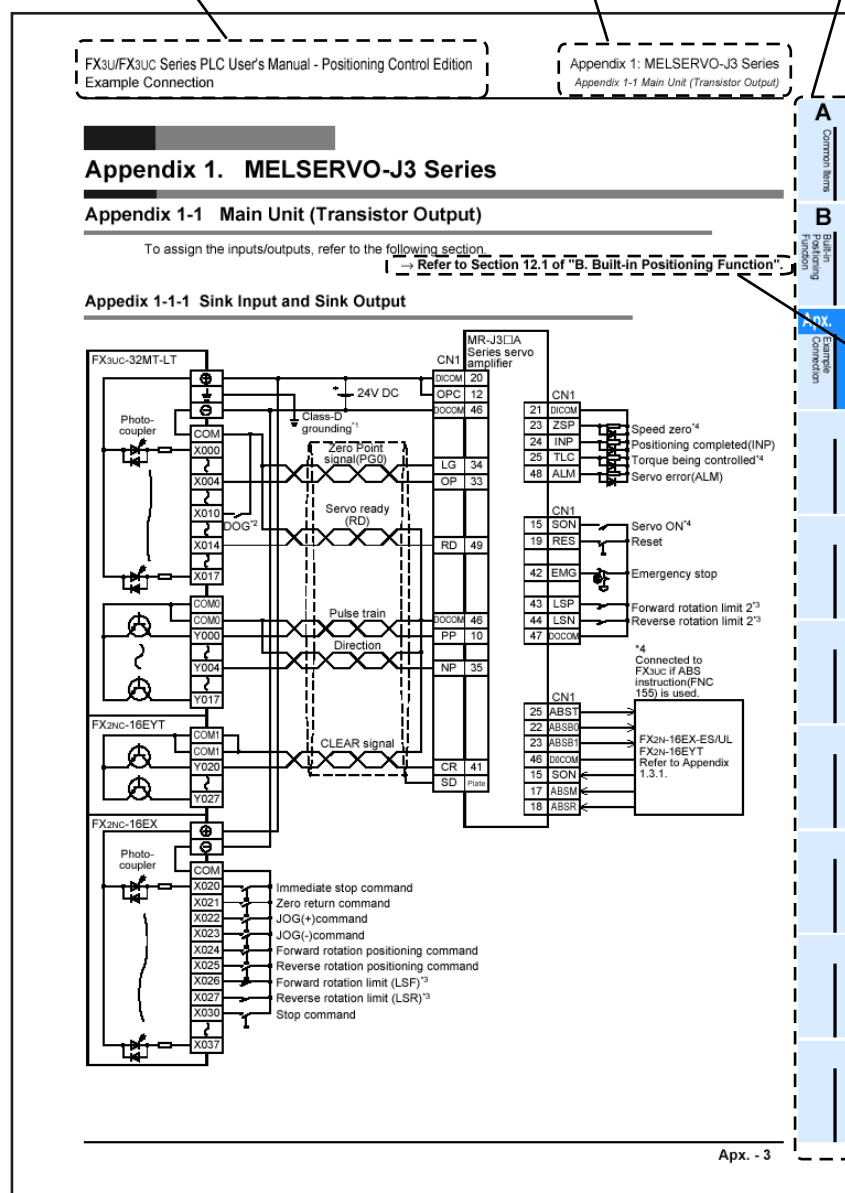 FX3U/FX3UC Series PLC User's Manual - Positioning Control Edition
Example Connection
Appendix 1: MELSERVO-J3 Series
Appendix 1-1 Main Unit (Transistor Output)
A
Common Items
B
Built-in
Positioning
Function
Apx.
Example
Connection
Appendix 1. MELSERVO-J3 Series
Appendix 1-1 Main Unit (Transistor Output)
To assign the inputs/outputs, refer to the following section.
→ Refer to Section 12.1 of "B. Built-in Positioning Function".
Appedix 1-1-1 Sink Input and Sink Output
FX3UC-32MT-LT
Photo-
coupler
COM
X000
X004
X010
X014
X017
COM0
COM0
Y000
Y004
Y017
FX2NC-16EYT
COM1
COM1
Y020
Y027
FX2NC-16EX
Photo-
coupler
COM
X020
X021
X022
X023
X024
X025
X026
X027
X030
X037
24V DC
Class-D
grounding*1
Zero Point
signal(PG0)
DOG*2
Servo ready
(RD)
Pulse train
Direction
CLEAR signal
Immediate stop command
Zero return command
JOG(+)command
JOG(-)command
Forward rotation positioning command
Reverse rotation positioning command
Forward rotation limit (LSF)*3
Reverse rotation limit (LSR)*3
Stop command
MR-J3□A
Series servo
amplifier
CN1
DICOM 20
OPC 12
DOCOM 46
LG 34
OP 33
RD 49
DOCOM 46
PP 10
NP 35
CR 41
SD Plate
CN1
21 DICOM
23 ZSP Speed zero*4
24 INP Positioning completed(INP)
25 TLC Torque being controlled*4
48 ALM Servo error(ALM)
CN1
15 SON Servo ON*4
19 RES Reset
42 EMG Emergency stop
43 LSP Forward rotation limit 2*3
44 LSN Reverse rotation limit 2*3
47 DOCOM
*4
Connected to
FX3UC if ABS
instruction(FNC
155) is used.
CN1
25 ABST
22 ABSB0
23 ABSB1
46 DOCOM
15 SON
17 ABSM
18 ABSR
FX2N-16EX-ES/UL
FX2N-16EYT
Refer to Appendix
1.3.1.
Apx. - 3